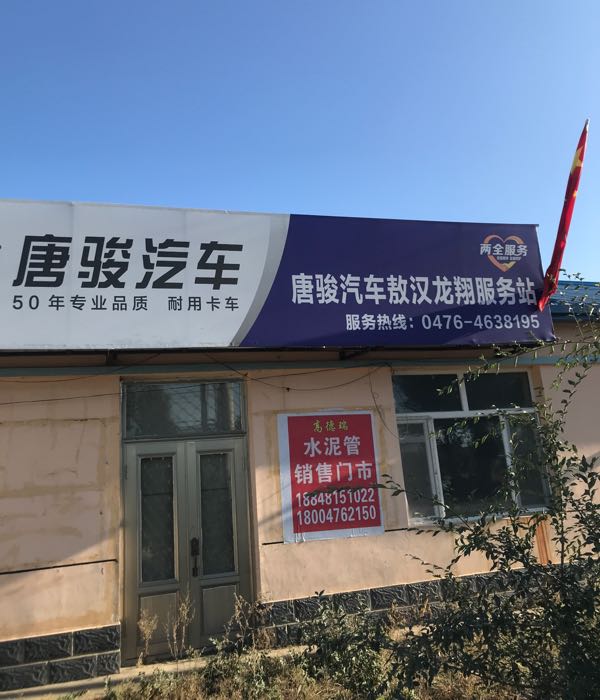 唐骏汽车
50年专业品质 耐用卡车
两全服务
唐骏汽车敖汉龙翔服务站
服务热线：0476-4638195
高德瑞
水泥管
销售门市
18848151022
18004762150